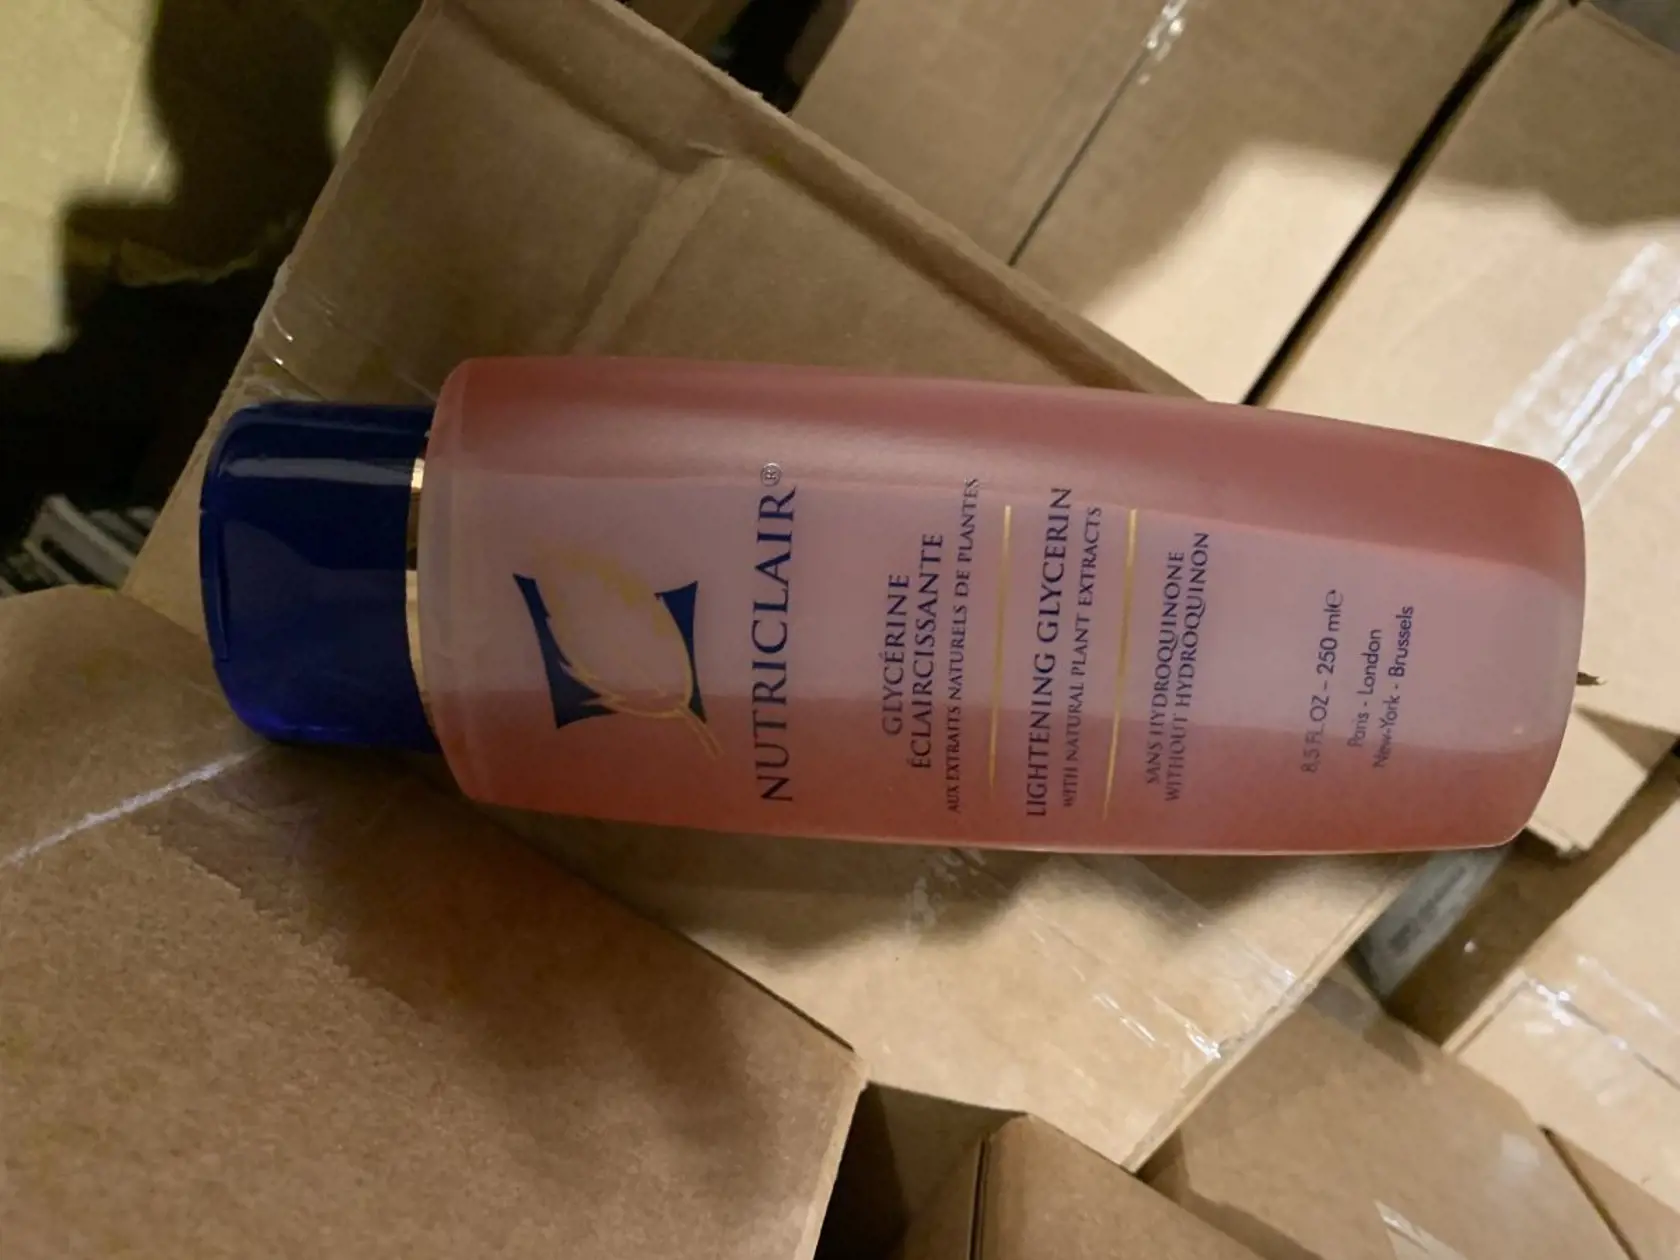 NUTRICLAIR®
GLYCÉRINE
ÉCLAIRCISSANTE
AUX EXTRAITS NATURELS DE PLANTES
LIGHTENING GLYCERIN
WITH NATURAL PLANT EXTRACTS
SANS HYDROQUINONE
WITHOUT HYDROQUINON
8.5 FL.OZ - 250 ml℮
Paris - London
New-York - Brussels